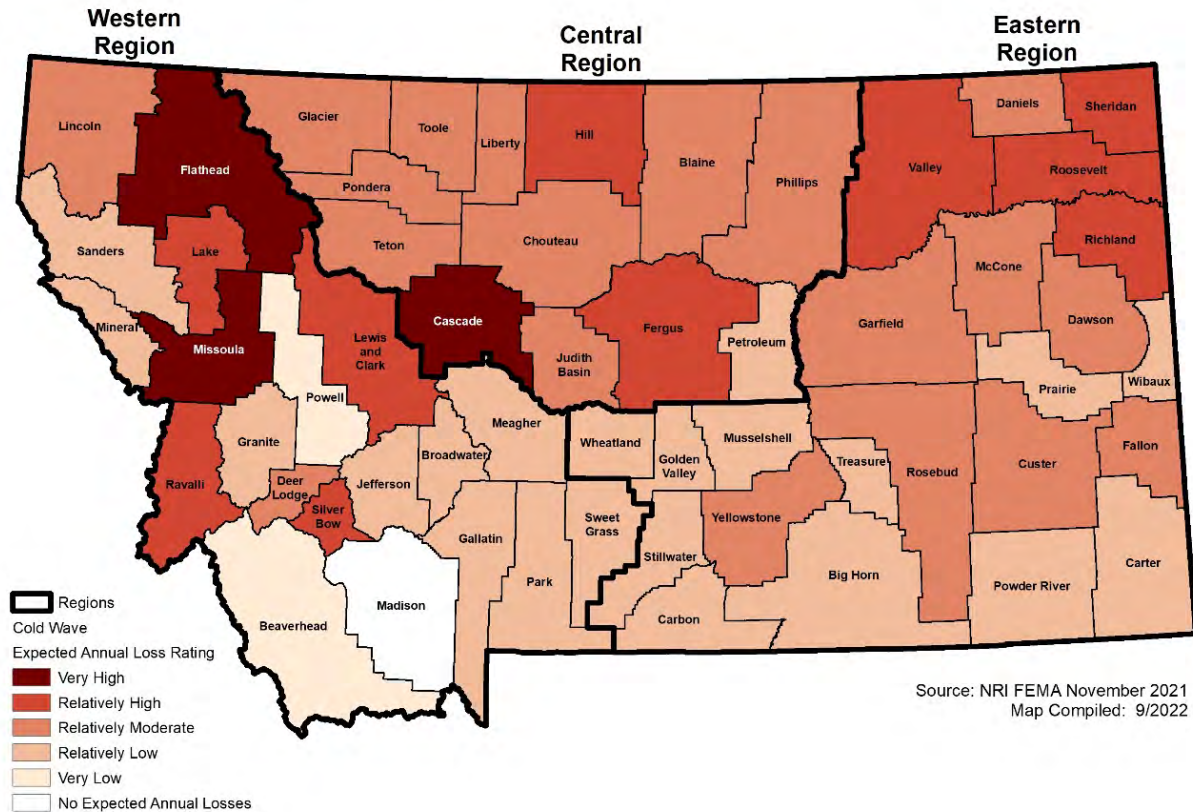 Western
Region
Central
Region
Eastern
Region
Lincoln
Flathead
Glacier
Toole
Liberty
Hill
Blaine
Phillips
Valley
Daniels
Sheridan
Roosevelt
Pondera
Teton
Chouteau
Richland
Sanders
Lake
McCone
Garfield
Dawson
Mineral
Missoula
Lewis
and
Clark
Cascade
Judith
Basin
Fergus
Petroleum
Prairie
Wibaux
Powell
Granite
Meagher
Wheatland
Golden
Valley
Musselshell
Treasure
Rosebud
Custer
Fallon
Ravalli
Deer
Lodge
Silver
Bow
Jefferson
Broadwater
Gallatin
Park
Sweet
Grass
Stillwater
Yellowstone
Big Horn
Powder River
Carter
Carbon
Beaverhead
Madison
Regions
Cold Wave
Expected Annual Loss Rating
Very High
Relatively High
Relatively Moderate
Relatively Low
Very Low
No Expected Annual Losses
Source: NRI FEMA November 2021
Map Compiled: 9/2022